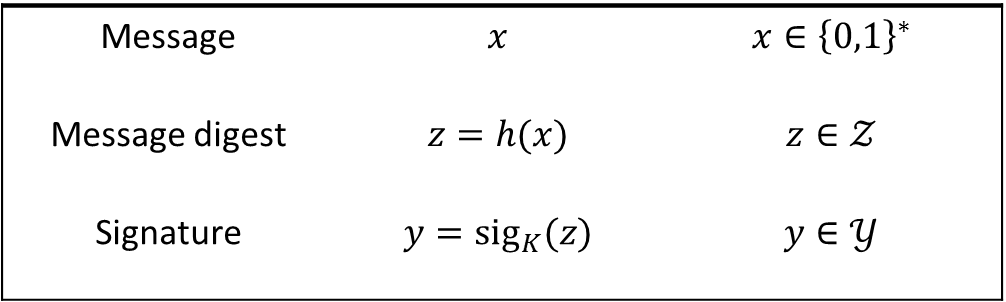 Message x x ∈ {0,1}*
Message digest z = h(x) z ∈ 𝒵
Signature y = sig_K(z) y ∈ 𝒴